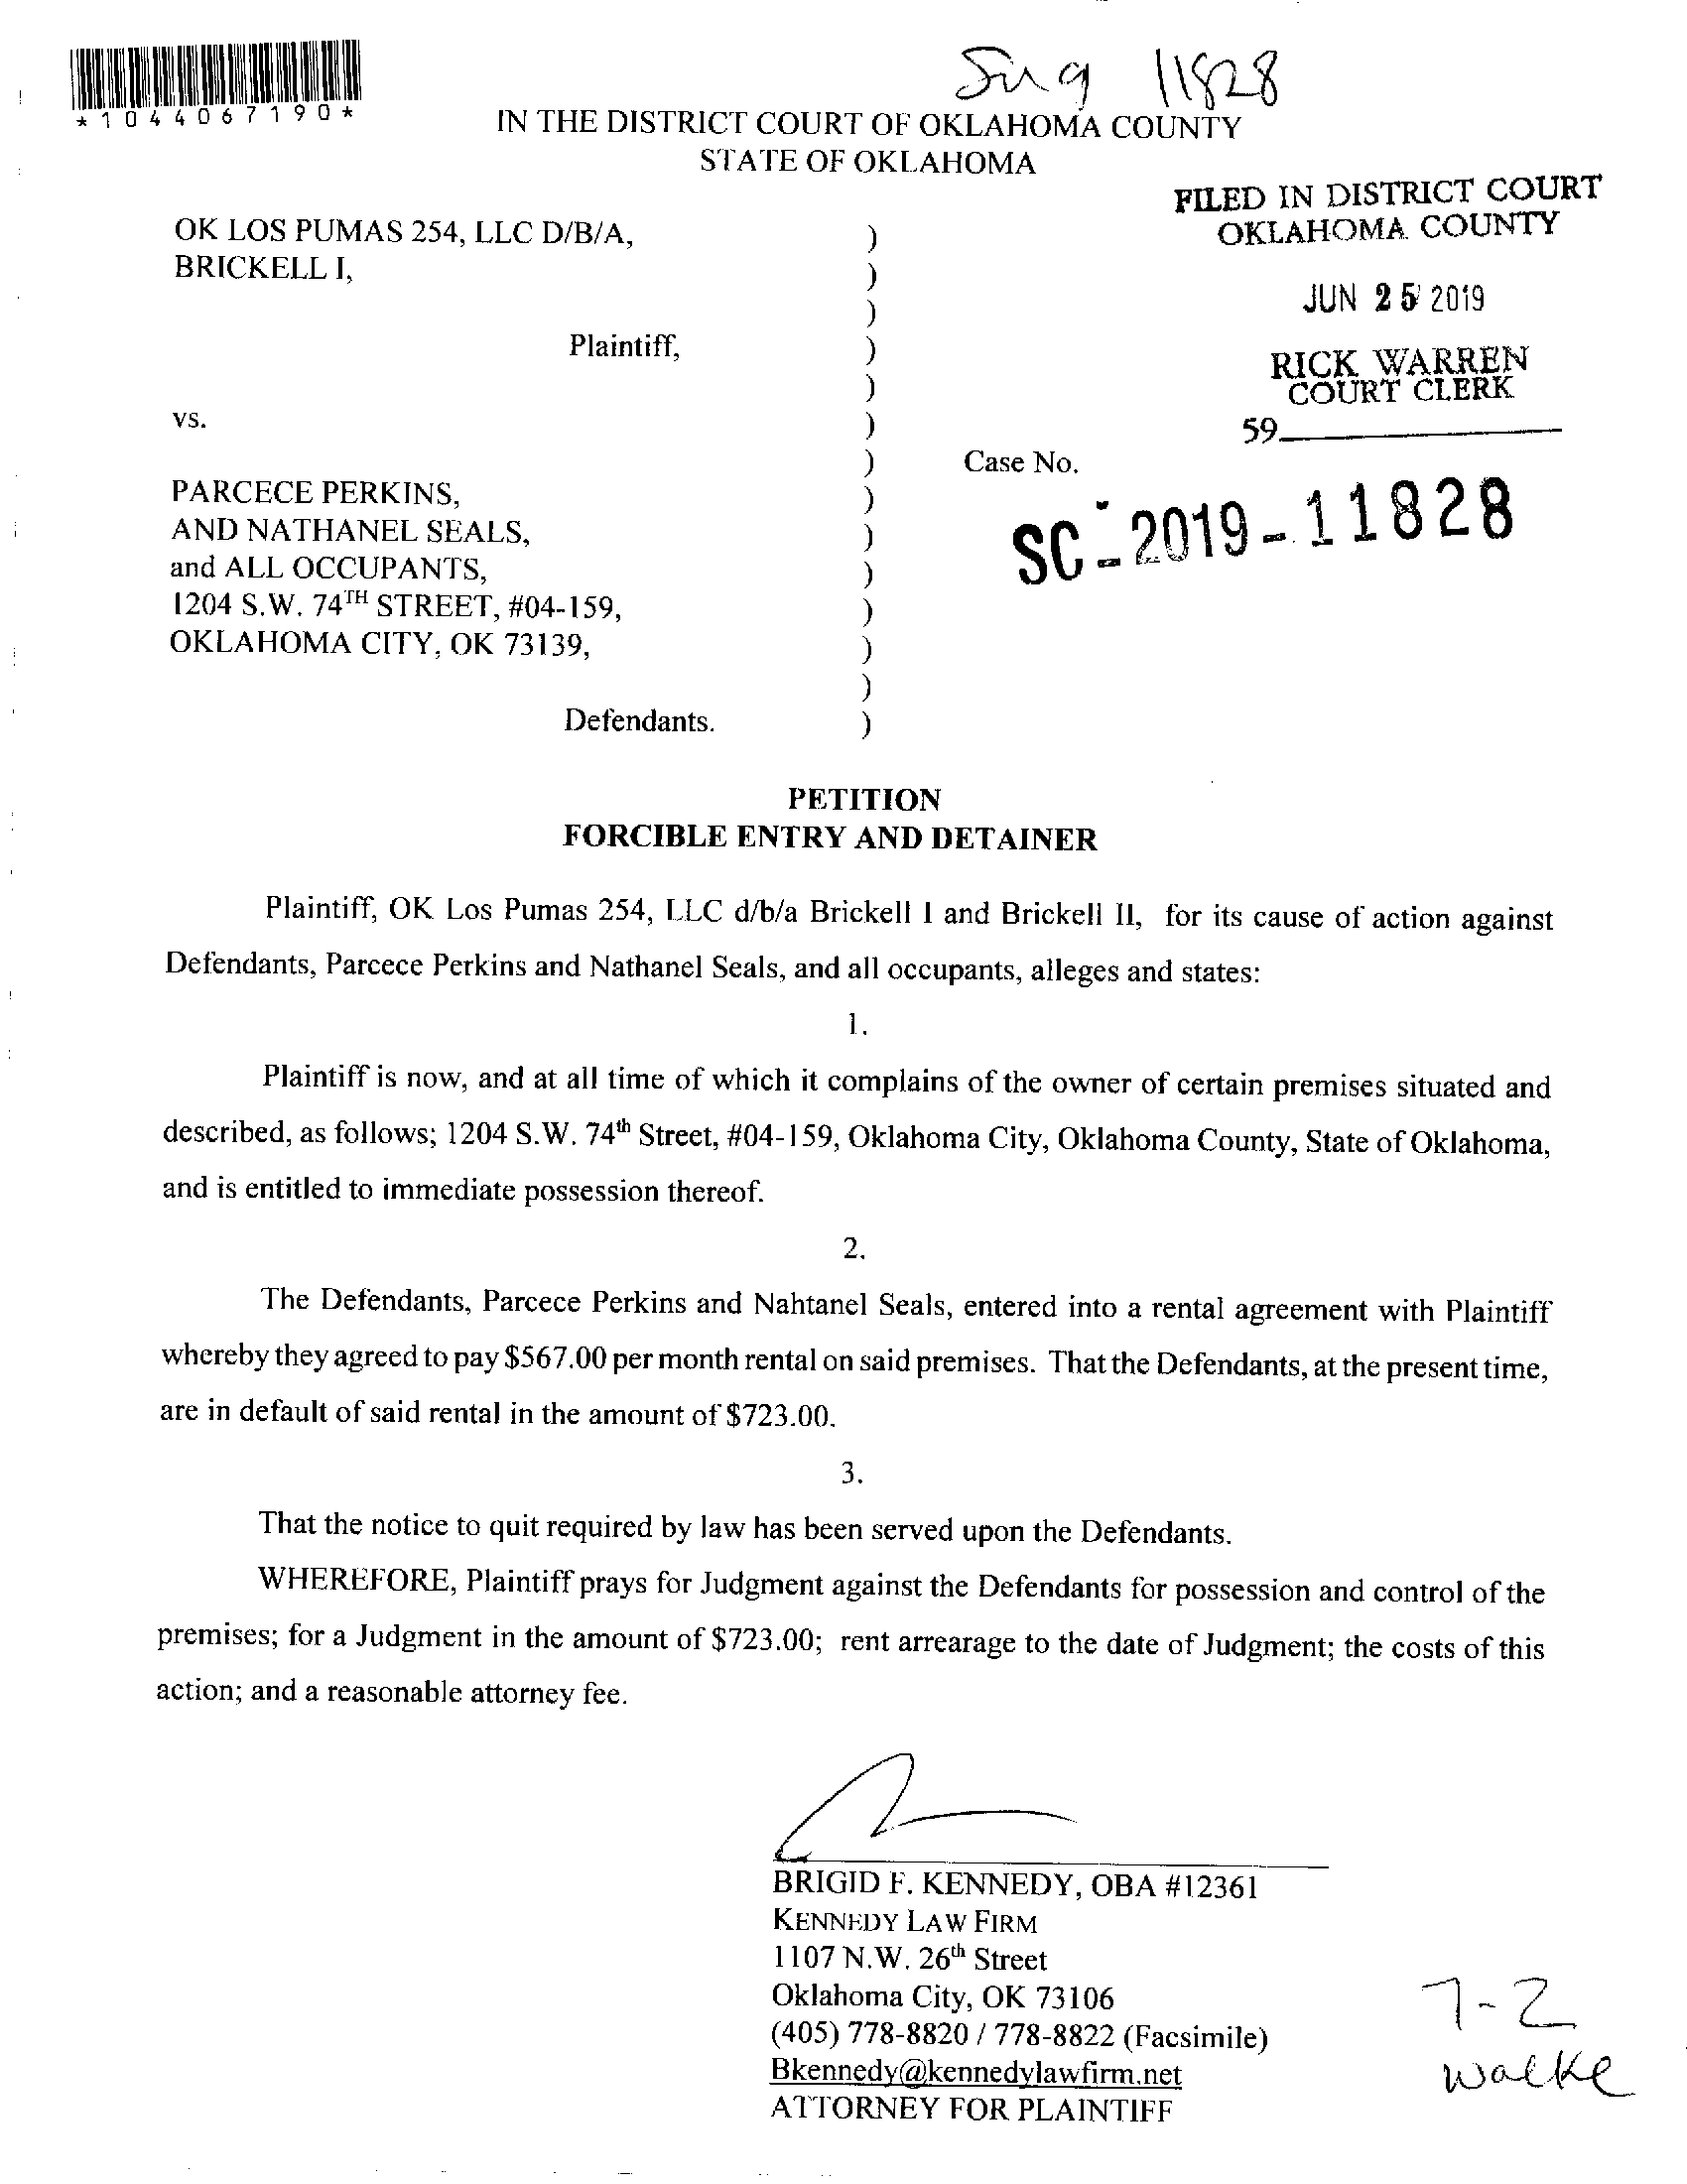 *1044067190*
11828
IN THE DISTRICT COURT OF OKLAHOMA COUNTY
STATE OF OKLAHOMA
FILED IN DISTRICT COURT
OKLAHOMA COUNTY
JUN 25 2019
RICK WARREN
COURT CLERK
59
OK LOS PUMAS 254, LLC D/B/A, )
BRICKELL I, )
)
Plaintiff, )
)
vs. )
) Case No.
PARCECE PERKINS, )
AND NATHANEL SEALS, ) SC-2019-11828
and ALL OCCUPANTS, )
1204 S.W. 74TH STREET, #04-159, )
OKLAHOMA CITY, OK 73139, )
)
Defendants. )
PETITION
FORCIBLE ENTRY AND DETAINER
Plaintiff, OK Los Pumas 254, LLC d/b/a Brickell I and Brickell II, for its cause of action against
Defendants, Parcece Perkins and Nathanel Seals, and all occupants, alleges and states:
1.
Plaintiff is now, and at all time of which it complains of the owner of certain premises situated and
described, as follows; 1204 S.W. 74th Street, #04-159, Oklahoma City, Oklahoma County, State of Oklahoma,
and is entitled to immediate possession thereof.
2.
The Defendants, Parcece Perkins and Nahtanel Seals, entered into a rental agreement with Plaintiff
whereby they agreed to pay $567.00 per month rental on said premises. That the Defendants, at the present time,
are in default of said rental in the amount of $723.00.
3.
That the notice to quit required by law has been served upon the Defendants.
WHEREFORE, Plaintiff prays for Judgment against the Defendants for possession and control of the
premises; for a Judgment in the amount of $723.00; rent arrearage to the date of Judgment; the costs of this
action; and a reasonable attorney fee.
BRIGID F. KENNEDY, OBA #12361
KENNEDY LAW FIRM
1107 N.W. 26th Street
Oklahoma City, OK 73106
(405) 778-8820 / 778-8822 (Facsimile)
Bkennedy@kennedylawfirm.net
ATTORNEY FOR PLAINTIFF
7-2
Walke